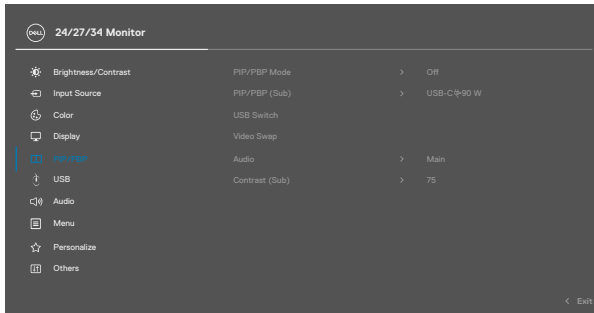 DELL 24/27/34 Monitor
Brightness/Contrast PIP/PBP Mode > Off
Input Source PIP/PBP (Sub) > USB-C 90 W
Color USB Switch
Display Video Swap
Audio > Main
USB Contrast (Sub) > 75
Audio
Menu
Personalize
Others
< Exit